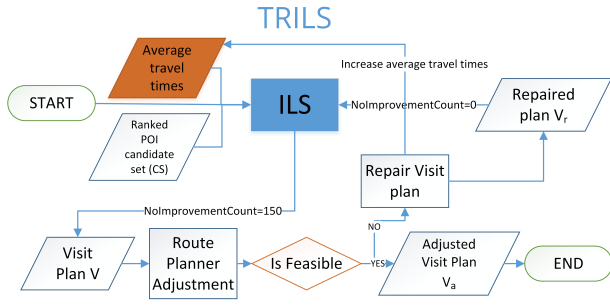 TRILS
Average
travel
times
Increase average travel times
START
ILS
NoImprovementCount=0
Repaired
plan Vr
Ranked
POI
candidate
set (CS)
Repair Visit
plan
NoImprovementCount=150
NO
Visit
Plan V
Route
Planner
Adjustment
Is Feasible
YES
Adjusted
Visit Plan
Va
END